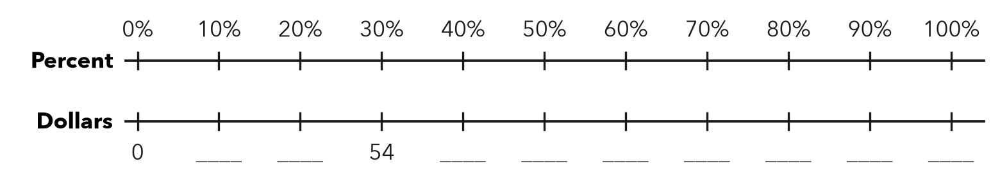 0% 10% 20% 30% 40% 50% 60% 70% 80% 90% 100%
Percent
Dollars
0 ____ ____ 54 ____ ____ ____ ____ ____ ____ ____